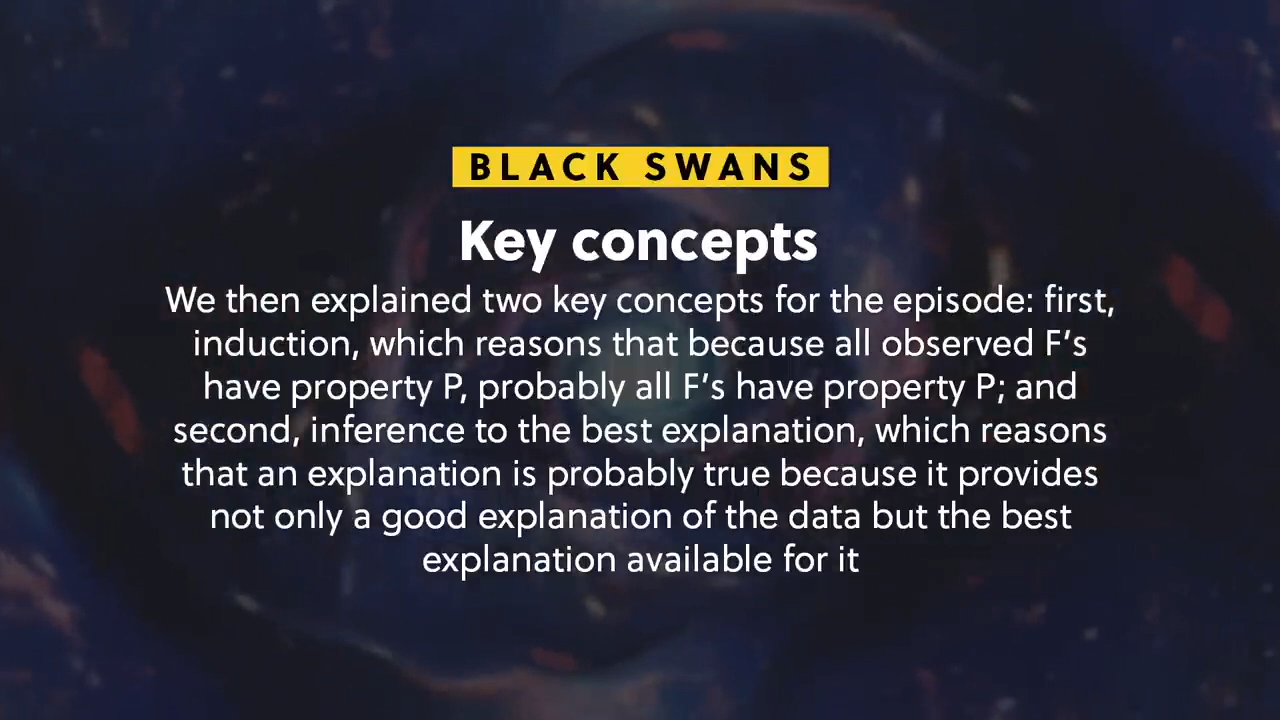 BLACK SWANS
Key concepts
We then explained two key concepts for the episode: first,
induction, which reasons that because all observed F’s
have property P, probably all F’s have property P; and
second, inference to the best explanation, which reasons
that an explanation is probably true because it provides
not only a good explanation of the data but the best
explanation available for it